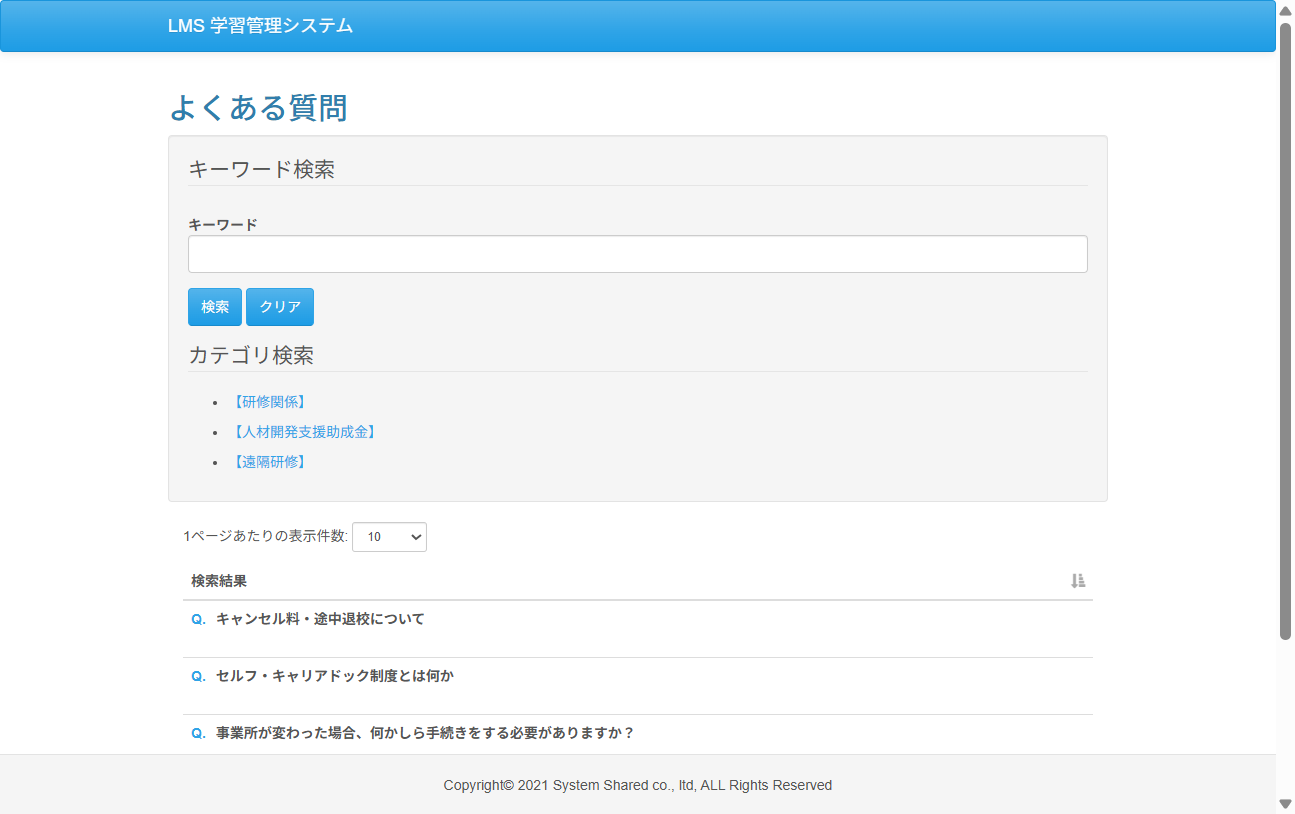 LMS 学習管理システム
よくある質問
キーワード検索
キーワード
検索 クリア
カテゴリ検索
• 【研修関係】
• 【人材開発支援助成金】
• 【遠隔研修】
1ページあたりの表示件数: 10
検索結果
Q. キャンセル料・途中退校について
Q. セルフ・キャリアドック制度とは何か
Q. 事業所が変わった場合、何かしら手続きをする必要がありますか？
Copyright© 2021 System Shared co., ltd, ALL Rights Reserved